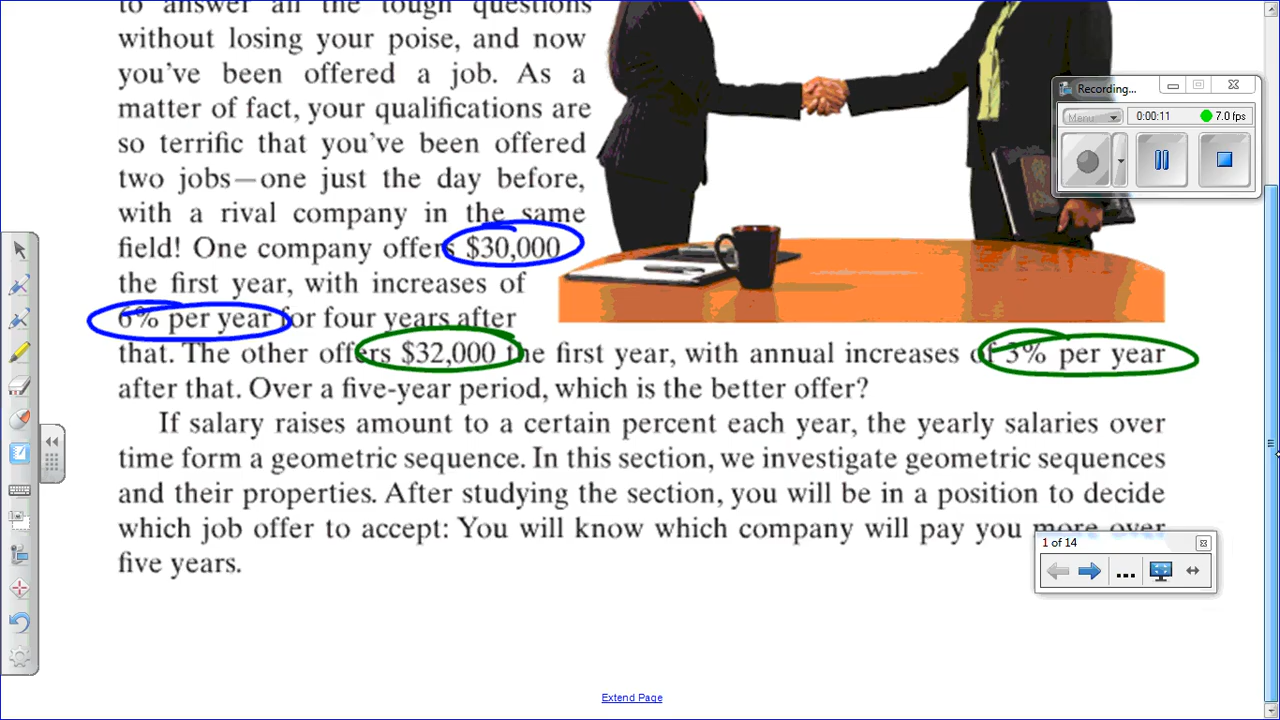 to answer all the tough questions
without losing your poise, and now
you've been offered a job. As a
matter of fact, your qualifications are
so terrific that you've been offered
two jobs—one just the day before,
with a rival company in the same
field! One company offers $30,000
the first year, with increases of
6% per year for four years after
that. The other offers $32,000 the first year, with annual increases of 3% per year
after that. Over a five-year period, which is the better offer?
If salary raises amount to a certain percent each year, the yearly salaries over
time form a geometric sequence. In this section, we investigate geometric sequences
and their properties. After studying the section, you will be in a position to decide
which job offer to accept: You will know which company will pay you more over
five years.
Recording...
Menu 0:00:11 7.0 fps
1 of 14
Extend Page